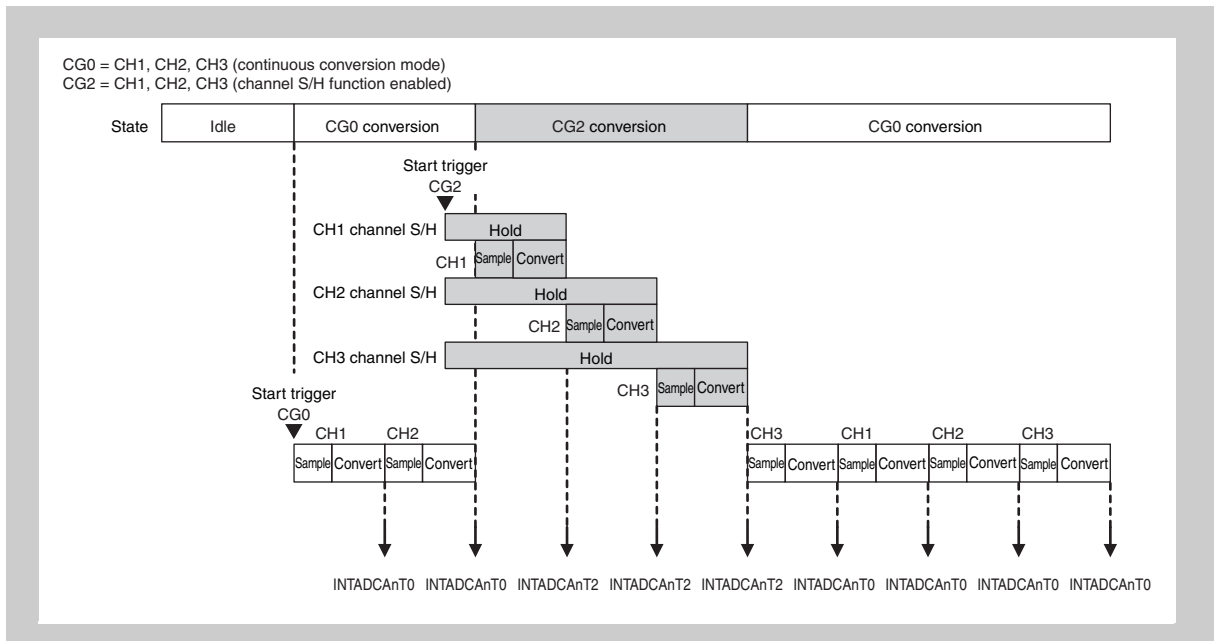 CG0 = CH1, CH2, CH3 (continuous conversion mode)
CG2 = CH1, CH2, CH3 (channel S/H function enabled)
State Idle CG0 conversion CG2 conversion CG0 conversion
Start trigger
CG2
CH1 channel S/H Hold
CH1 Sample Convert
CH2 channel S/H Hold
CH2 Sample Convert
CH3 channel S/H Hold
CH3 Sample Convert
Start trigger
CG0
CH1 CH2 CH3 CH1 CH2 CH3
Sample Convert Sample Convert Sample Convert Sample Convert Sample Convert Sample Convert
INTADCAnT0 INTADCAnT0 INTADCAnT2 INTADCAnT2 INTADCAnT2 INTADCAnT0 INTADCAnT0 INTADCAnT0 INTADCAnT0